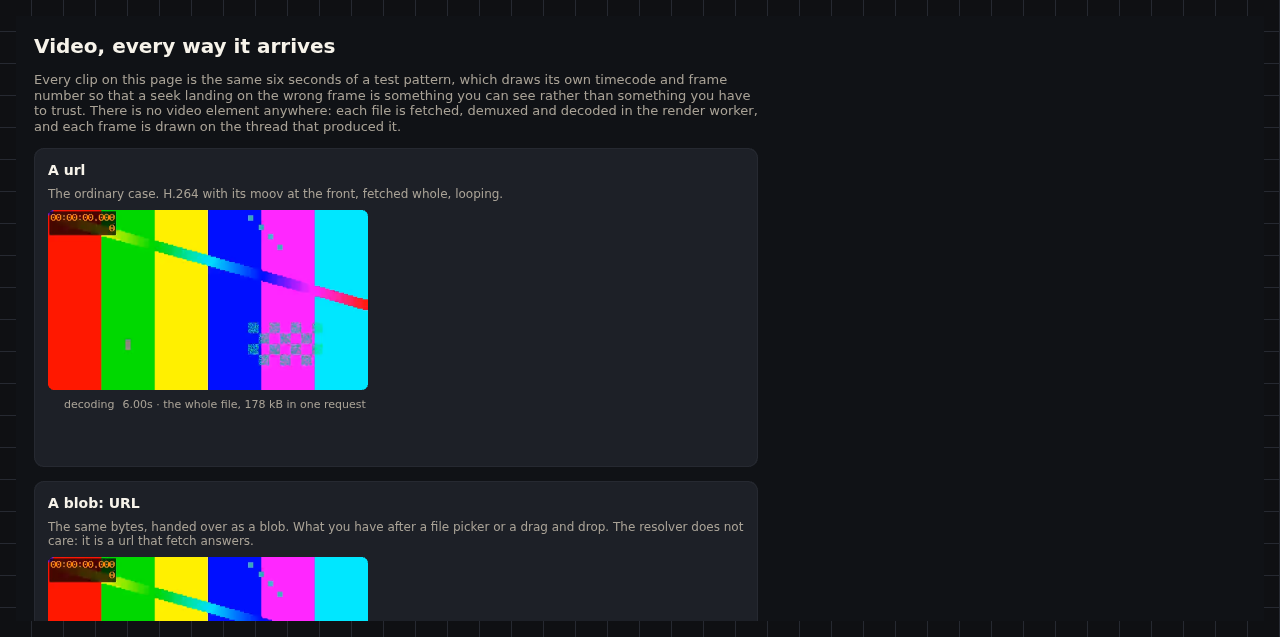 Video, every way it arrives
Every clip on this page is the same six seconds of a test pattern, which draws its own timecode and frame
number so that a seek landing on the wrong frame is something you can see rather than something you have
to trust. There is no video element anywhere: each file is fetched, demuxed and decoded in the render worker,
and each frame is drawn on the thread that produced it.
A url
The ordinary case. H.264 with its moov at the front, fetched whole, looping.
00:00:00.000
0
decoding 6.00s · the whole file, 178 kB in one request
A blob: URL
The same bytes, handed over as a blob. What you have after a file picker or a drag and drop. The resolver does not
care: it is a url that fetch answers.
00:00:00.000
0